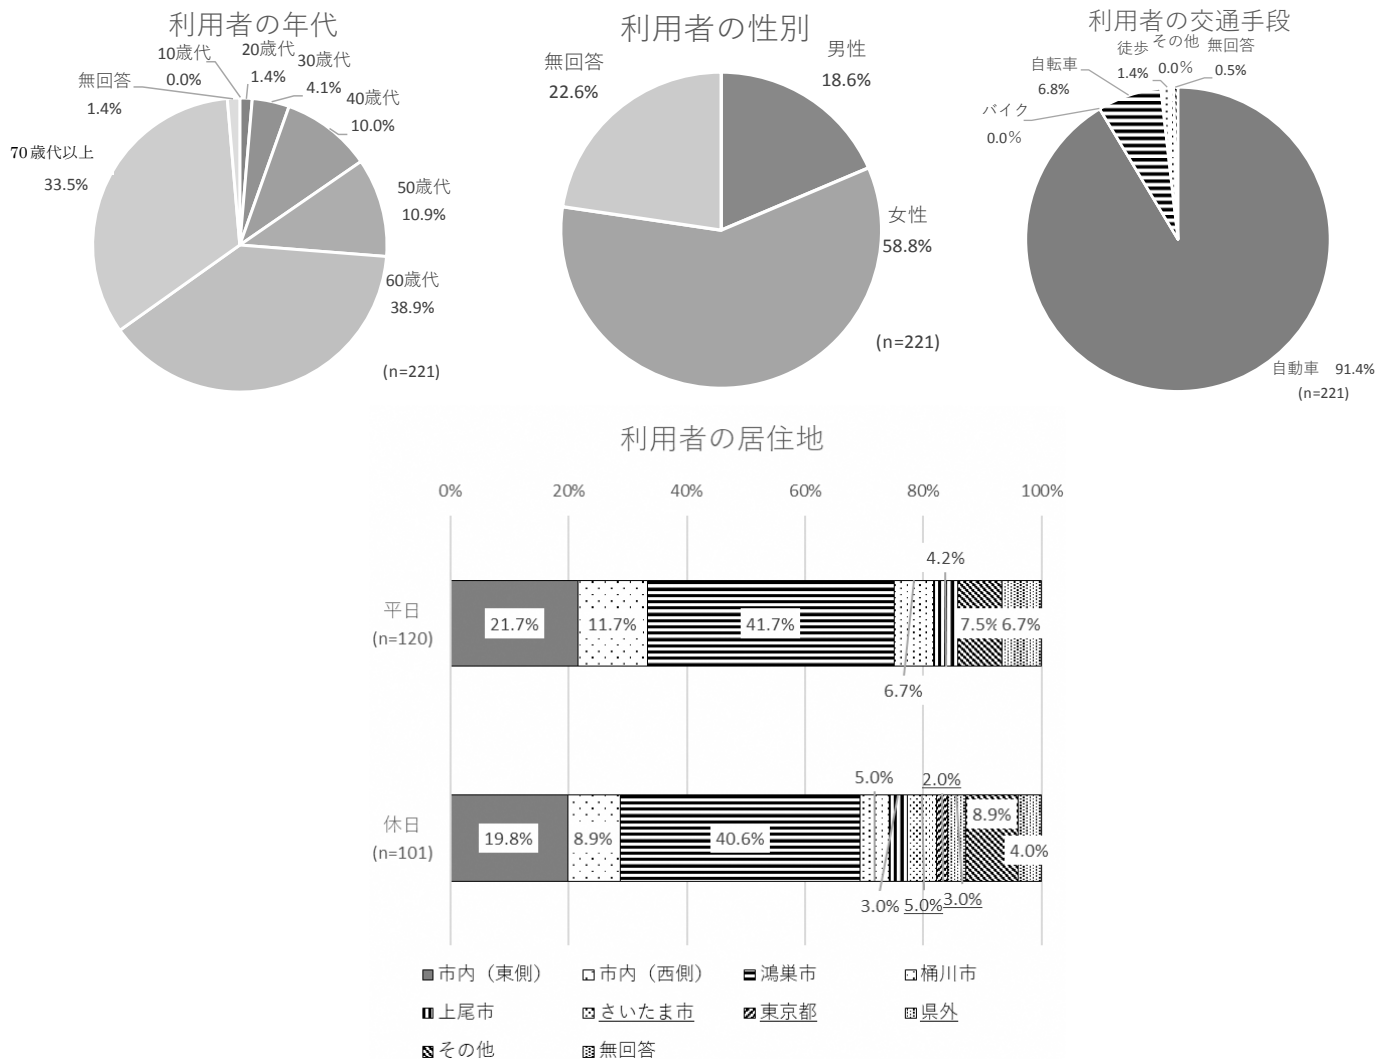 利用者の年代
10歳代
0.0%
20歳代
1.4%
30歳代
4.1%
40歳代
10.0%
50歳代
10.9%
60歳代
38.9%
70歳代以上
33.5%
無回答
1.4%
(n=221)
利用者の性別
男性
18.6%
女性
58.8%
無回答
22.6%
(n=221)
利用者の交通手段
自動車 91.4%
(n=221)
バイク
0.0%
自転車
6.8%
徒歩
1.4%
その他
0.0%
無回答
0.5%
利用者の居住地
0% 20% 40% 60% 80% 100%
4.2%
平日
(n=120)
21.7% 11.7% 41.7% 7.5% 6.7%
6.7%
5.0% 2.0%
休日
(n=101)
19.8% 8.9% 40.6% 8.9% 4.0%
3.0% 5.0% 3.0%
市内（東側） 市内（西側） 鴻巣市 桶川市
上尾市 さいたま市 東京都 県外
その他 無回答